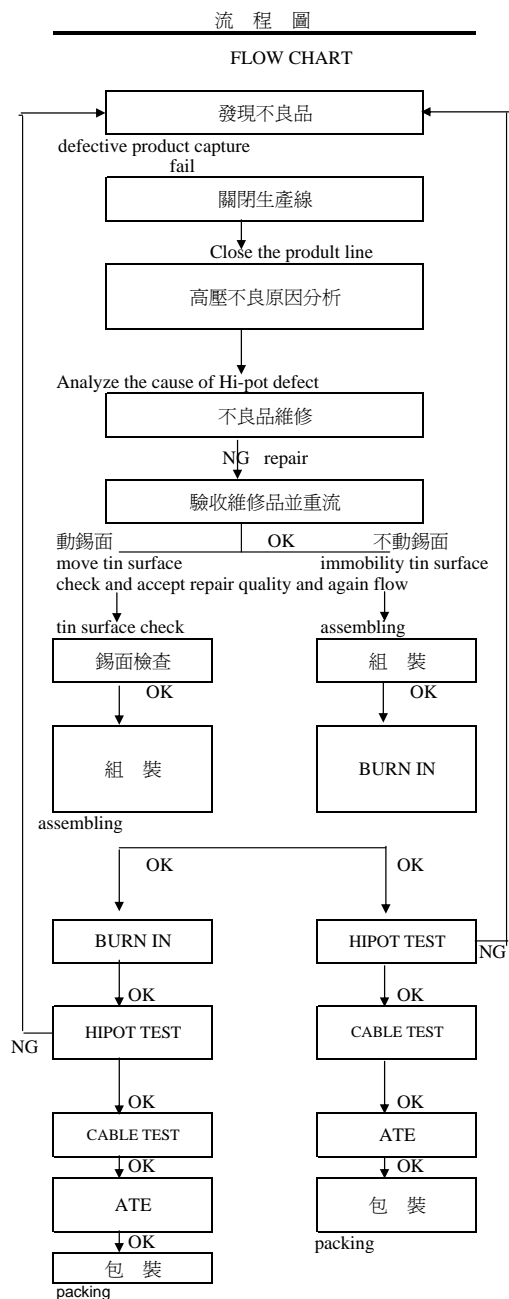 流 程 圖
FLOW CHART
發現不良品
defective product capture
fail
關閉生產線
Close the prodult line
高壓不良原因分析
Analyze the cause of Hi-pot defect
不良品維修
NG repair
驗收維修品並重流
動錫面 OK 不動錫面
move tin surface immobility tin surface
check and accept repair quality and again flow
tin surface check assembling
錫面檢查 組 裝
OK OK
組 裝 BURN IN
assembling
OK OK
BURN IN HIPOT TEST
NG
OK OK
HIPOT TEST CABLE TEST
NG
OK OK
CABLE TEST ATE
OK OK
ATE 包 裝
OK packing
包 裝
packing